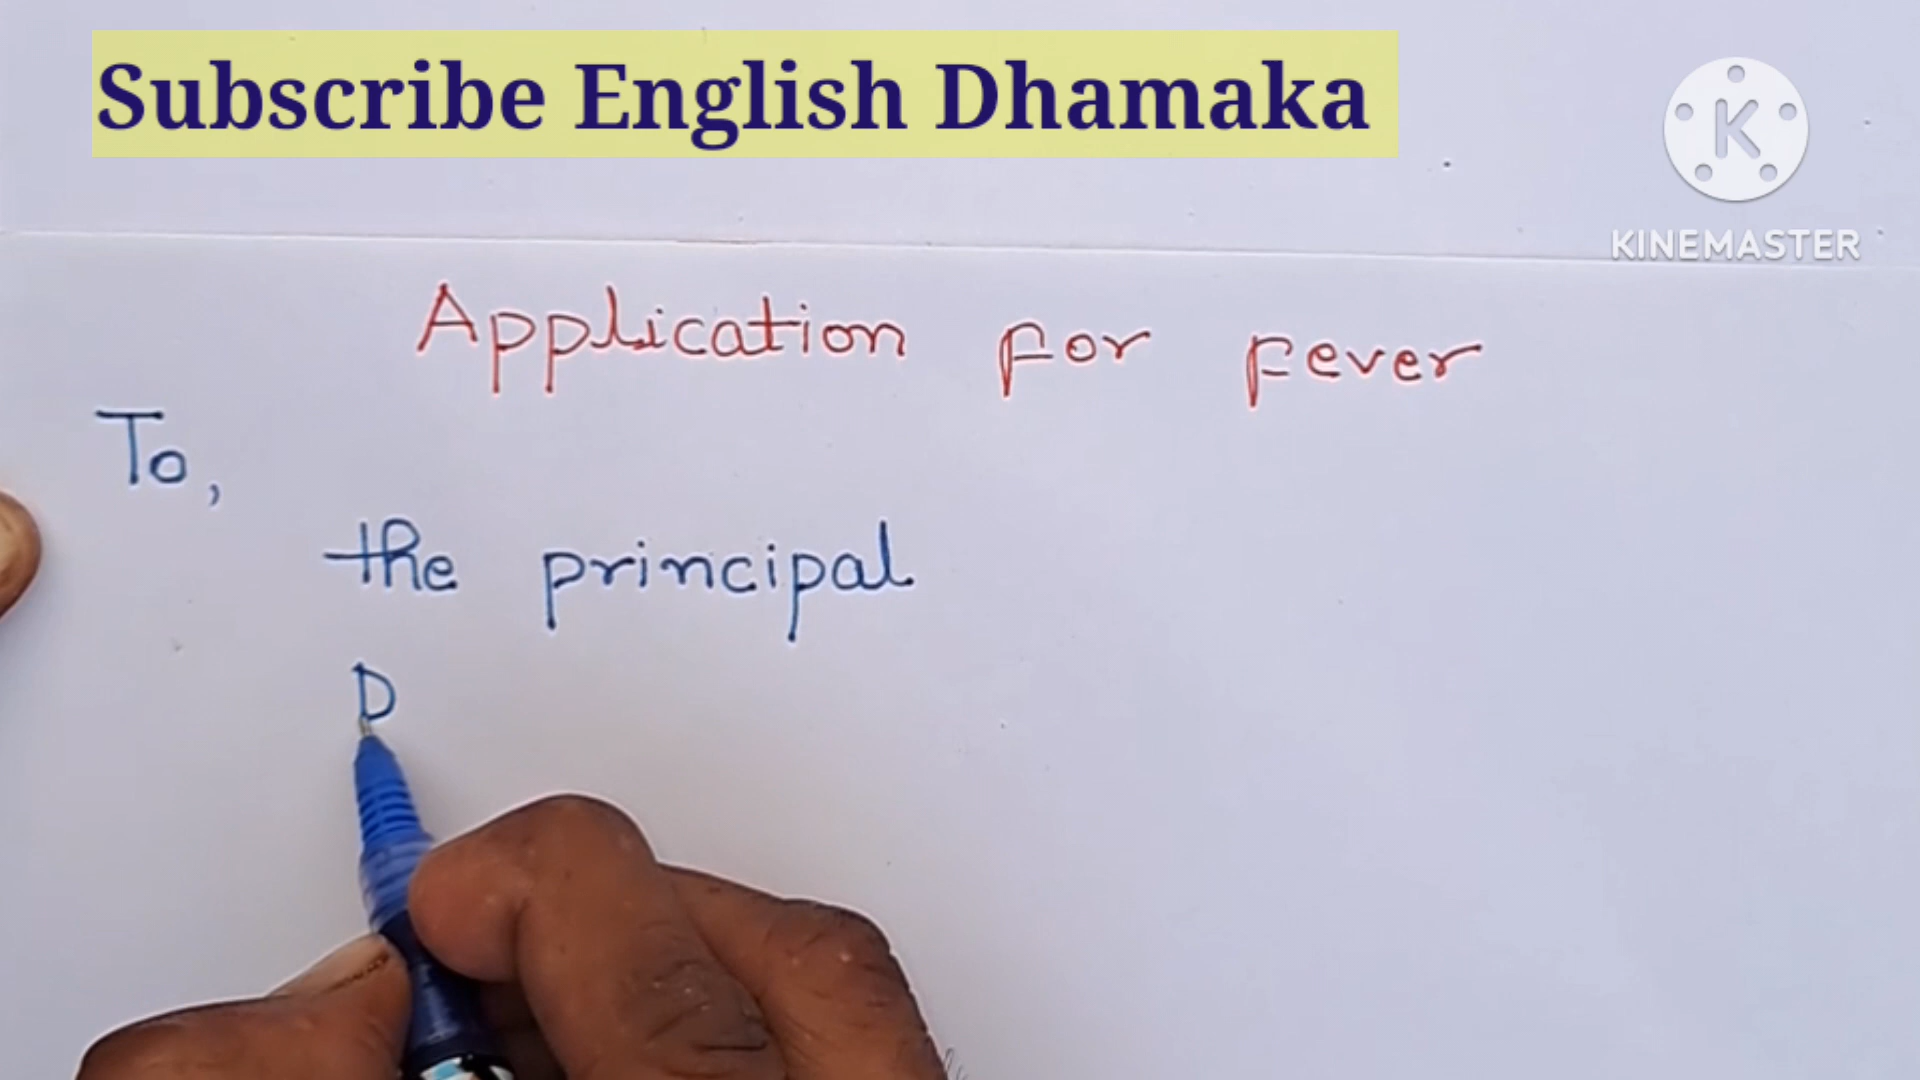 Subscribe English Dhamaka
K
KINEMASTER
Application for fever
To,
the principal
D